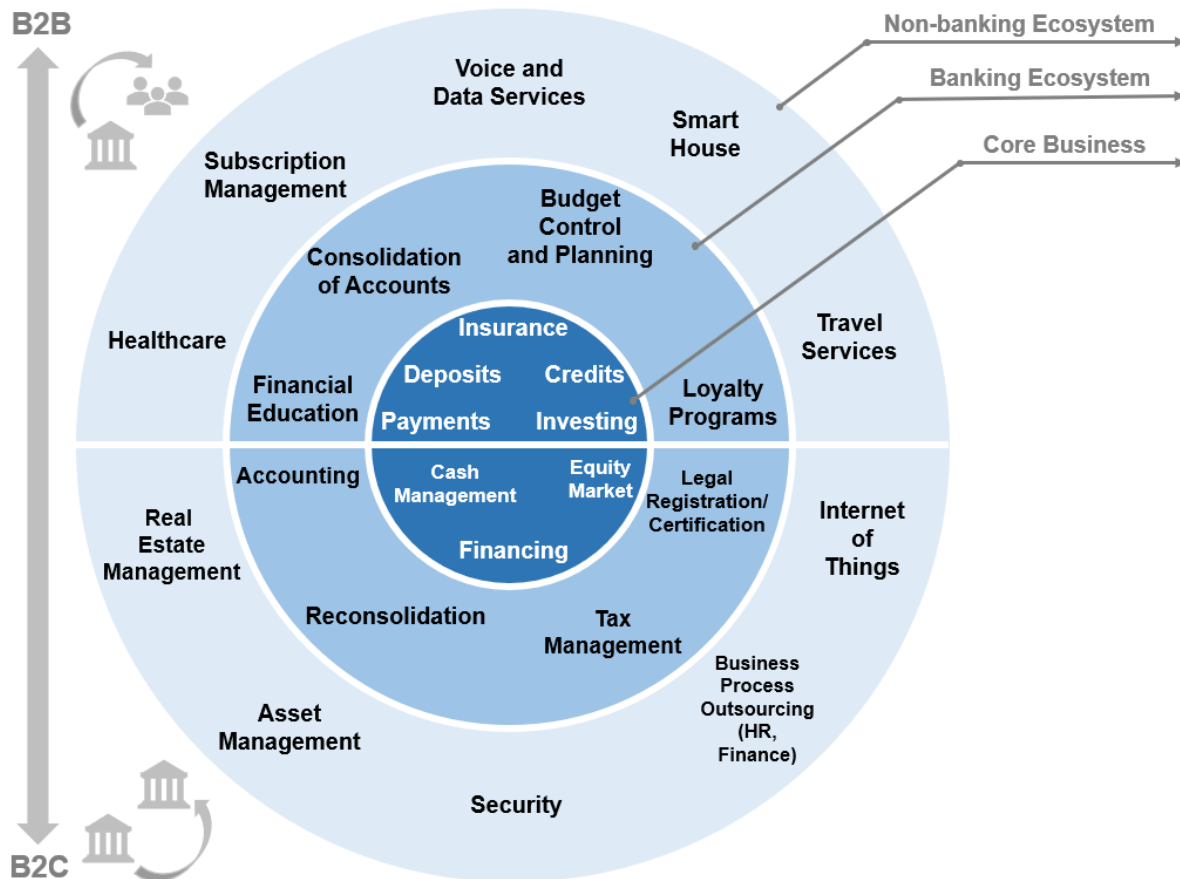 B2B
Non-banking Ecosystem
Banking Ecosystem
Core Business
Voice and
Data Services
Smart
House
Subscription
Management
Budget
Control
and Planning
Consolidation
of Accounts
Healthcare
Insurance
Travel
Services
Deposits
Credits
Financial
Education
Loyalty
Programs
Payments
Investing
Accounting
Cash
Management
Equity
Market
Legal
Registration/
Certification
Real
Estate
Management
Internet
of
Things
Financing
Reconsolidation
Tax
Management
Business
Process
Outsourcing
(HR,
Finance)
Asset
Management
Security
B2C